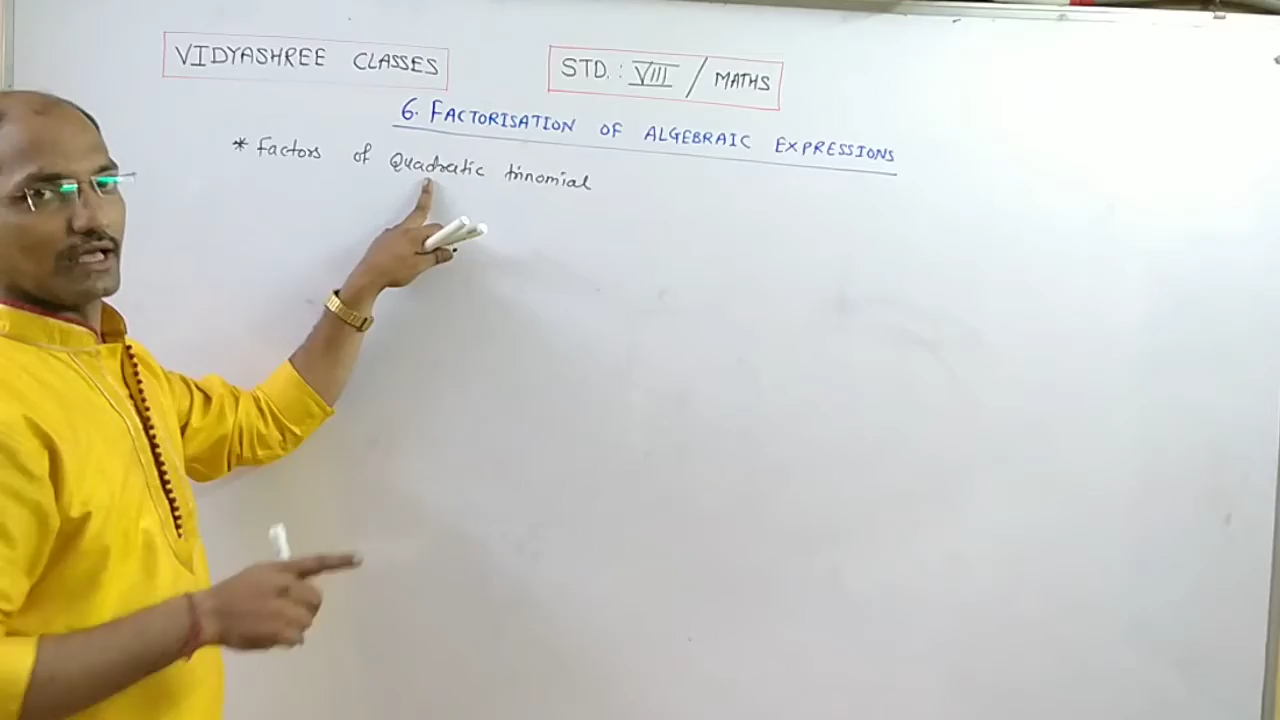 VIDYASHREE CLASSES
STD.: VIII / MATHS
6. FACTORISATION OF ALGEBRAIC EXPRESSIONS
* Factors of Quadratic trinomial